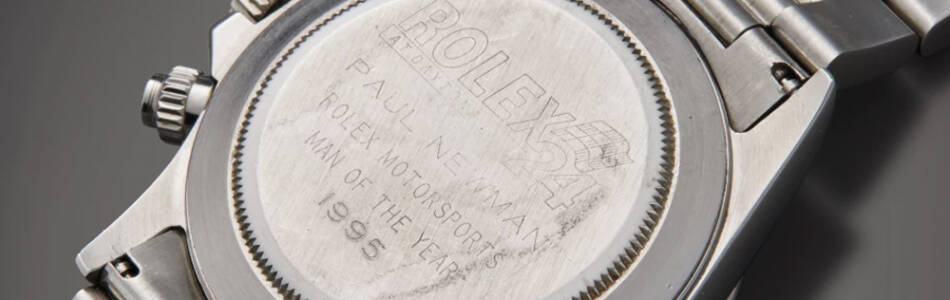 ROLEX 24
AT DAYTONA
PAUL NEWMAN
ROLEX MOTORSPORTS
MAN OF THE YEAR
1995